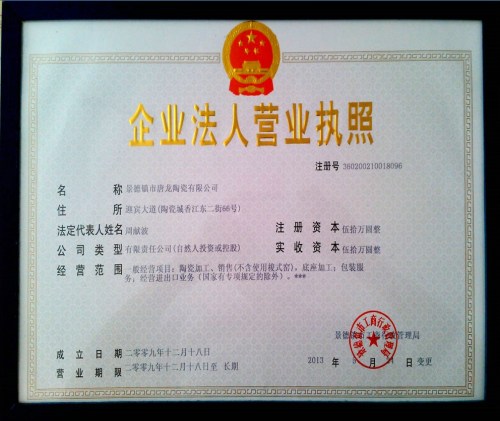 企业法人营业执照
注册号 360200210018096
名称 景德镇市唐龙陶瓷有限公司
住所 迎宾大道(陶瓷城香江东二街66号)
法定代表人姓名 周献波 注册资本 伍拾万圆整
公司类型 有限责任公司(自然人投资或控股) 实收资本 伍拾万圆整
经营范围 一般经营项目：陶瓷加工、销售(不含使用梭式窑)，底座加工；包装服
务；经营进出口业务（国家有专项规定的除外）。***
成立日期 二〇〇九年十二月十八日
营业期限 二〇〇九年十二月十八日至 长期
2013 年 月 日 变更